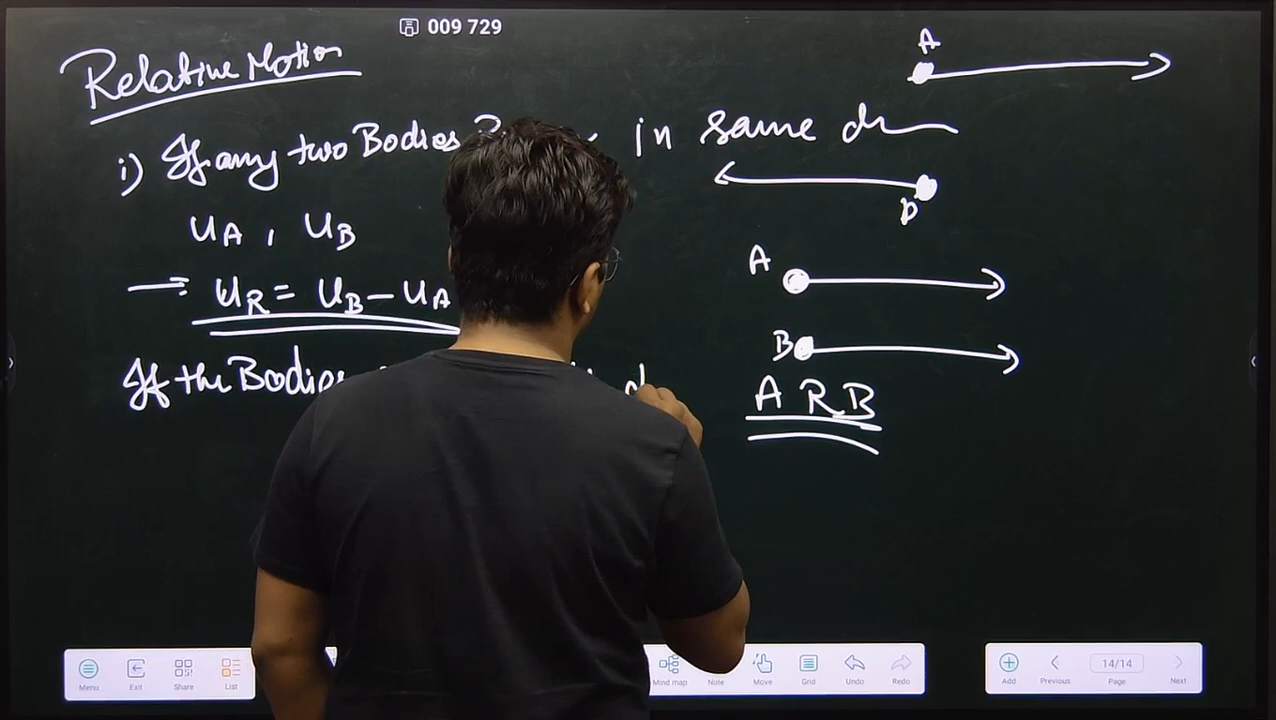 009 729
Relative Motion
A
i) If any two Bodies in same dr
B
uA , uB
A
uR = uB – uA
B
If the Bodies
A R B
Menu Exit Share List Mind map Note Move Grid Undo Redo Add Previous 14/14 Page Next